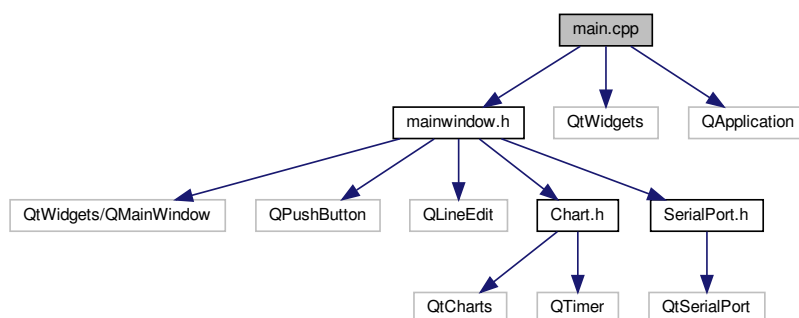 main.cpp
mainwindow.h
QtWidgets
QApplication
QtWidgets/QMainWindow
QPushButton
QLineEdit
Chart.h
SerialPort.h
QtCharts
QTimer
QtSerialPort